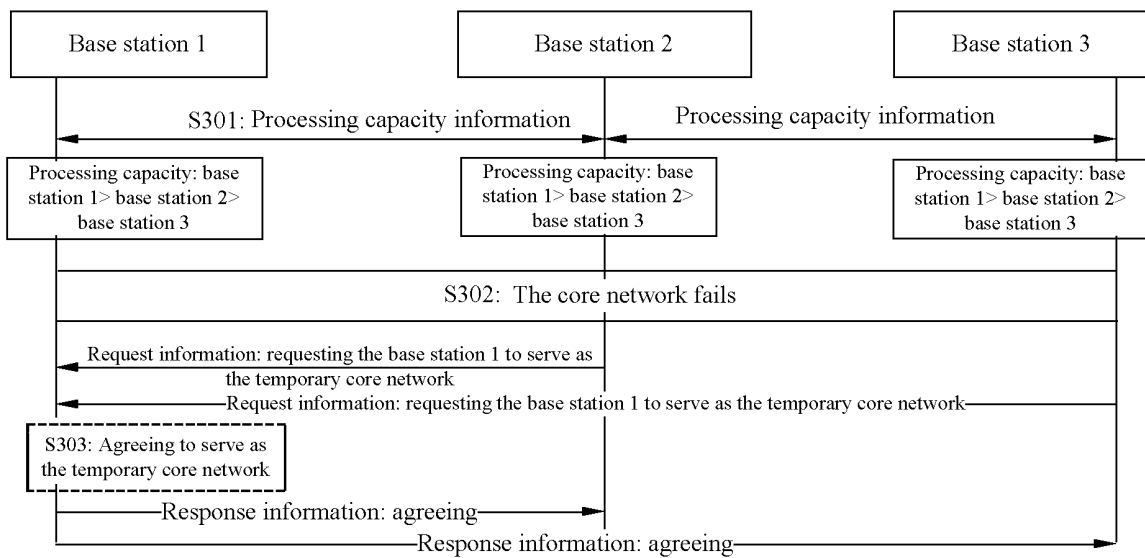 Base station 1
Base station 2
Base station 3
S301: Processing capacity information
Processing capacity information
Processing capacity: base
station 1> base station 2>
base station 3
Processing capacity: base
station 1> base station 2>
base station 3
Processing capacity: base
station 1> base station 2>
base station 3
S302: The core network fails
Request information: requesting the base station 1 to serve as
the temporary core network
Request information: requesting the base station 1 to serve as the temporary core network
S303: Agreeing to serve as
the temporary core network
Response information: agreeing
Response information: agreeing